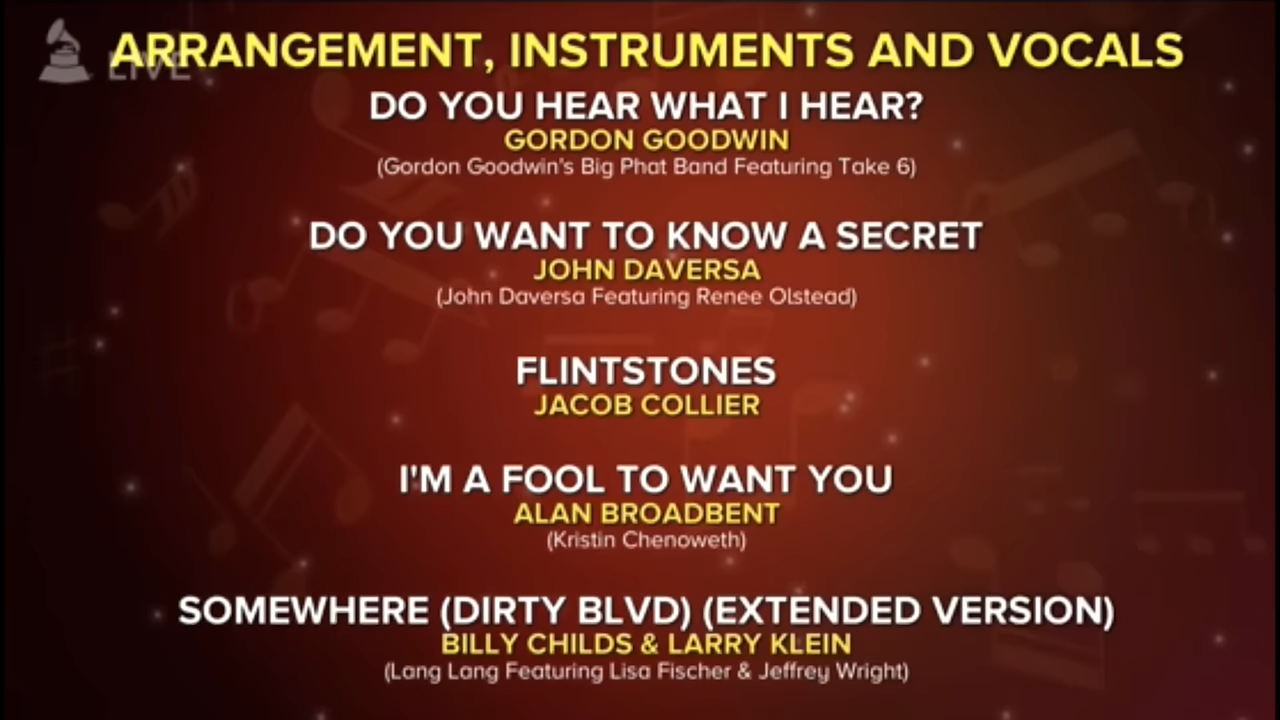 LIVE
ARRANGEMENT, INSTRUMENTS AND VOCALS
DO YOU HEAR WHAT I HEAR?
GORDON GOODWIN
(Gordon Goodwin's Big Phat Band Featuring Take 6)
DO YOU WANT TO KNOW A SECRET
JOHN DAVERSA
(John Daversa Featuring Renee Olstead)
FLINTSTONES
JACOB COLLIER
I'M A FOOL TO WANT YOU
ALAN BROADBENT
(Kristin Chenoweth)
SOMEWHERE (DIRTY BLVD) (EXTENDED VERSION)
BILLY CHILDS & LARRY KLEIN
(Lang Lang Featuring Lisa Fischer & Jeffrey Wright)